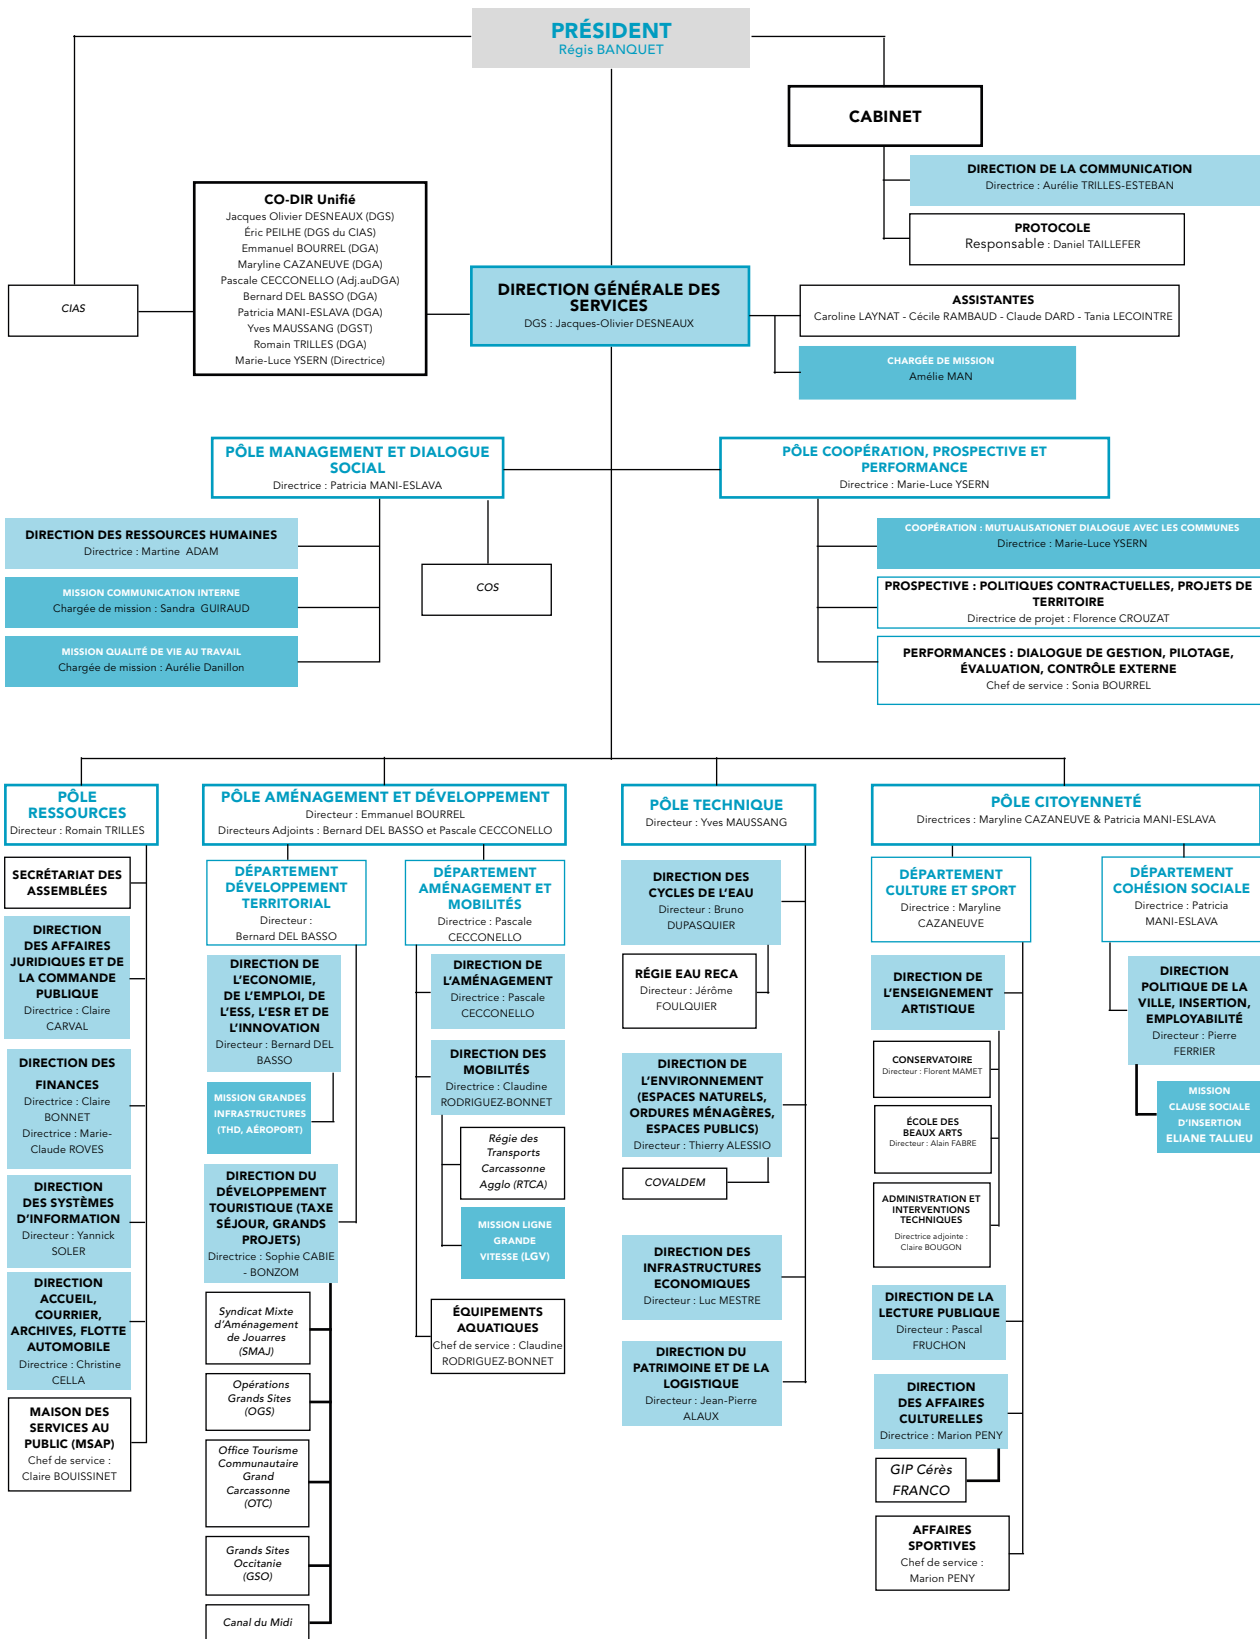 PRÉSIDENT
Régis BANQUET
CABINET
DIRECTION DE LA COMMUNICATION
Directrice : Aurélie TRILLES-ESTEBAN
PROTOCOLE
Responsable : Daniel TAILLEFER
CO-DIR Unifié
Jacques Olivier DESNEAUX (DGS)
Éric PEILHE (DGS du CIAS)
Emmanuel BOURREL (DGA)
Maryline CAZANEUVE (DGA)
Pascale CECCONELLO (Adj.auDGA)
Bernard DEL BASSO (DGA)
Patricia MANI-ESLAVA (DGA)
Yves MAUSSANG (DGST)
Romain TRILLES (DGA)
Marie-Luce YSERN (Directrice)
CIAS
DIRECTION GÉNÉRALE DES
SERVICES
DGS : Jacques-Olivier DESNEAUX
ASSISTANTES
Caroline LAYNAT - Cécile RAMBAUD - Claude DARD - Tania LECOINTRE
CHARGÉE DE MISSION
Amélie MAN
PÔLE MANAGEMENT ET DIALOGUE
SOCIAL
Directrice : Patricia MANI-ESLAVA
PÔLE COOPÉRATION, PROSPECTIVE ET
PERFORMANCE
Directrice : Marie-Luce YSERN
DIRECTION DES RESSOURCES HUMAINES
Directrice : Martine  ADAM
MISSION COMMUNICATION INTERNE
Chargée de mission : Sandra  GUIRAUD
MISSION QUALITÉ DE VIE AU TRAVAIL
Chargée de mission : Aurélie Danillon
COS
COOPÉRATION : MUTUALISATIONET DIALOGUE AVEC LES COMMUNES
Directrice : Marie-Luce YSERN
PROSPECTIVE : POLITIQUES CONTRACTUELLES, PROJETS DE
TERRITOIRE
Directrice de projet : Florence CROUZAT
PERFORMANCES : DIALOGUE DE GESTION, PILOTAGE,
ÉVALUATION, CONTRÔLE EXTERNE
Chef de service : Sonia BOURREL
PÔLE
RESSOURCES
Directeur : Romain TRILLES
SECRÉTARIAT DES
ASSEMBLÉES
DIRECTION
DES AFFAIRES
JURIDIQUES ET DE
LA COMMANDE
PUBLIQUE
Directrice : Claire
CARVAL
DIRECTION DES
FINANCES
Directrice : Claire
BONNET
Directrice : Marie-
Claude ROVES
DIRECTION
DES SYSTÈMES
D'INFORMATION
Directeur : Yannick
SOLER
DIRECTION
ACCUEIL,
COURRIER,
ARCHIVES, FLOTTE
AUTOMOBILE
Directrice : Christine
CELLA
MAISON DES
SERVICES AU
PUBLIC (MSAP)
Chef de service :
Claire BOUISSINET
PÔLE AMÉNAGEMENT ET DÉVELOPPEMENT
Directeur : Emmanuel BOURREL
Directeurs Adjoints : Bernard DEL BASSO et Pascale CECCONELLO
DÉPARTEMENT
DÉVELOPPEMENT
TERRITORIAL
Directeur :
Bernard DEL BASSO
DIRECTION DE
L'ECONOMIE,
DE L'EMPLOI, DE
L'ESS, L'ESR ET DE
L'INNOVATION
Directeur : Bernard DEL
BASSO
MISSION GRANDES
INFRASTRUCTURES
(THD, AÉROPORT)
DIRECTION DU
DÉVELOPPEMENT
TOURISTIQUE (TAXE
SÉJOUR, GRANDS
PROJETS)
Directrice : Sophie CABIE
- BONZOM
Syndicat Mixte
d'Aménagement
de Jouarres
(SMAJ)
Opérations
Grands Sites
(OGS)
Office Tourisme
Communautaire
Grand
Carcassonne
(OTC)
Grands Sites
Occitanie
(GSO)
Canal du Midi
DÉPARTEMENT
AMÉNAGEMENT ET
MOBILITÉS
Directrice : Pascale
CECCONELLO
DIRECTION DE
L'AMÉNAGEMENT
Directrice : Pascale
CECCONELLO
DIRECTION DES
MOBILITÉS
Directrice : Claudine
RODRIGUEZ-BONNET
Régie des
Transports
Carcassonne
Agglo (RTCA)
MISSION LIGNE
GRANDE
VITESSE (LGV)
ÉQUIPEMENTS
AQUATIQUES
Chef de service : Claudine
RODRIGUEZ-BONNET
PÔLE TECHNIQUE
Directeur : Yves MAUSSANG
DIRECTION DES
CYCLES DE L'EAU
Directeur : Bruno
DUPASQUIER
RÉGIE EAU RECA
Directeur : Jérôme
FOULQUIER
DIRECTION DE
L'ENVIRONNEMENT
(ESPACES NATURELS,
ORDURES MÉNAGÈRES,
ESPACES PUBLICS)
Directeur : Thierry ALESSIO
COVALDEM
DIRECTION DES
INFRASTRUCTURES
ECONOMIQUES
Directeur : Luc MESTRE
DIRECTION DU
PATRIMOINE ET DE LA
LOGISTIQUE
Directeur : Jean-Pierre
ALAUX
PÔLE CITOYENNETÉ
Directrices : Maryline CAZANEUVE & Patricia MANI-ESLAVA
DÉPARTEMENT
CULTURE ET SPORT
Directrice : Maryline
CAZANEUVE
DIRECTION DE
L'ENSEIGNEMENT
ARTISTIQUE
CONSERVATOIRE
Directeur : Florent MAMET
ÉCOLE DES
BEAUX ARTS
Directeur : Alain FABRE
ADMINISTRATION ET
INTERVENTIONS
TECHNIQUES
Directrice adjointe :
Claire BOUGON
DIRECTION DE LA
LECTURE PUBLIQUE
Directeur : Pascal
FRUCHON
DIRECTION
DES AFFAIRES
CULTURELLES
Directrice : Marion PENY
GIP Cérès
FRANCO
AFFAIRES
SPORTIVES
Chef de service :
Marion PENY
DÉPARTEMENT
COHÉSION SOCIALE
Directrice : Patricia
MANI-ESLAVA
DIRECTION
POLITIQUE DE LA
VILLE, INSERTION,
EMPLOYABILITÉ
Directeur : Pierre
FERRIER
MISSION
CLAUSE SOCIALE
D'INSERTION
ELIANE TALLIEU